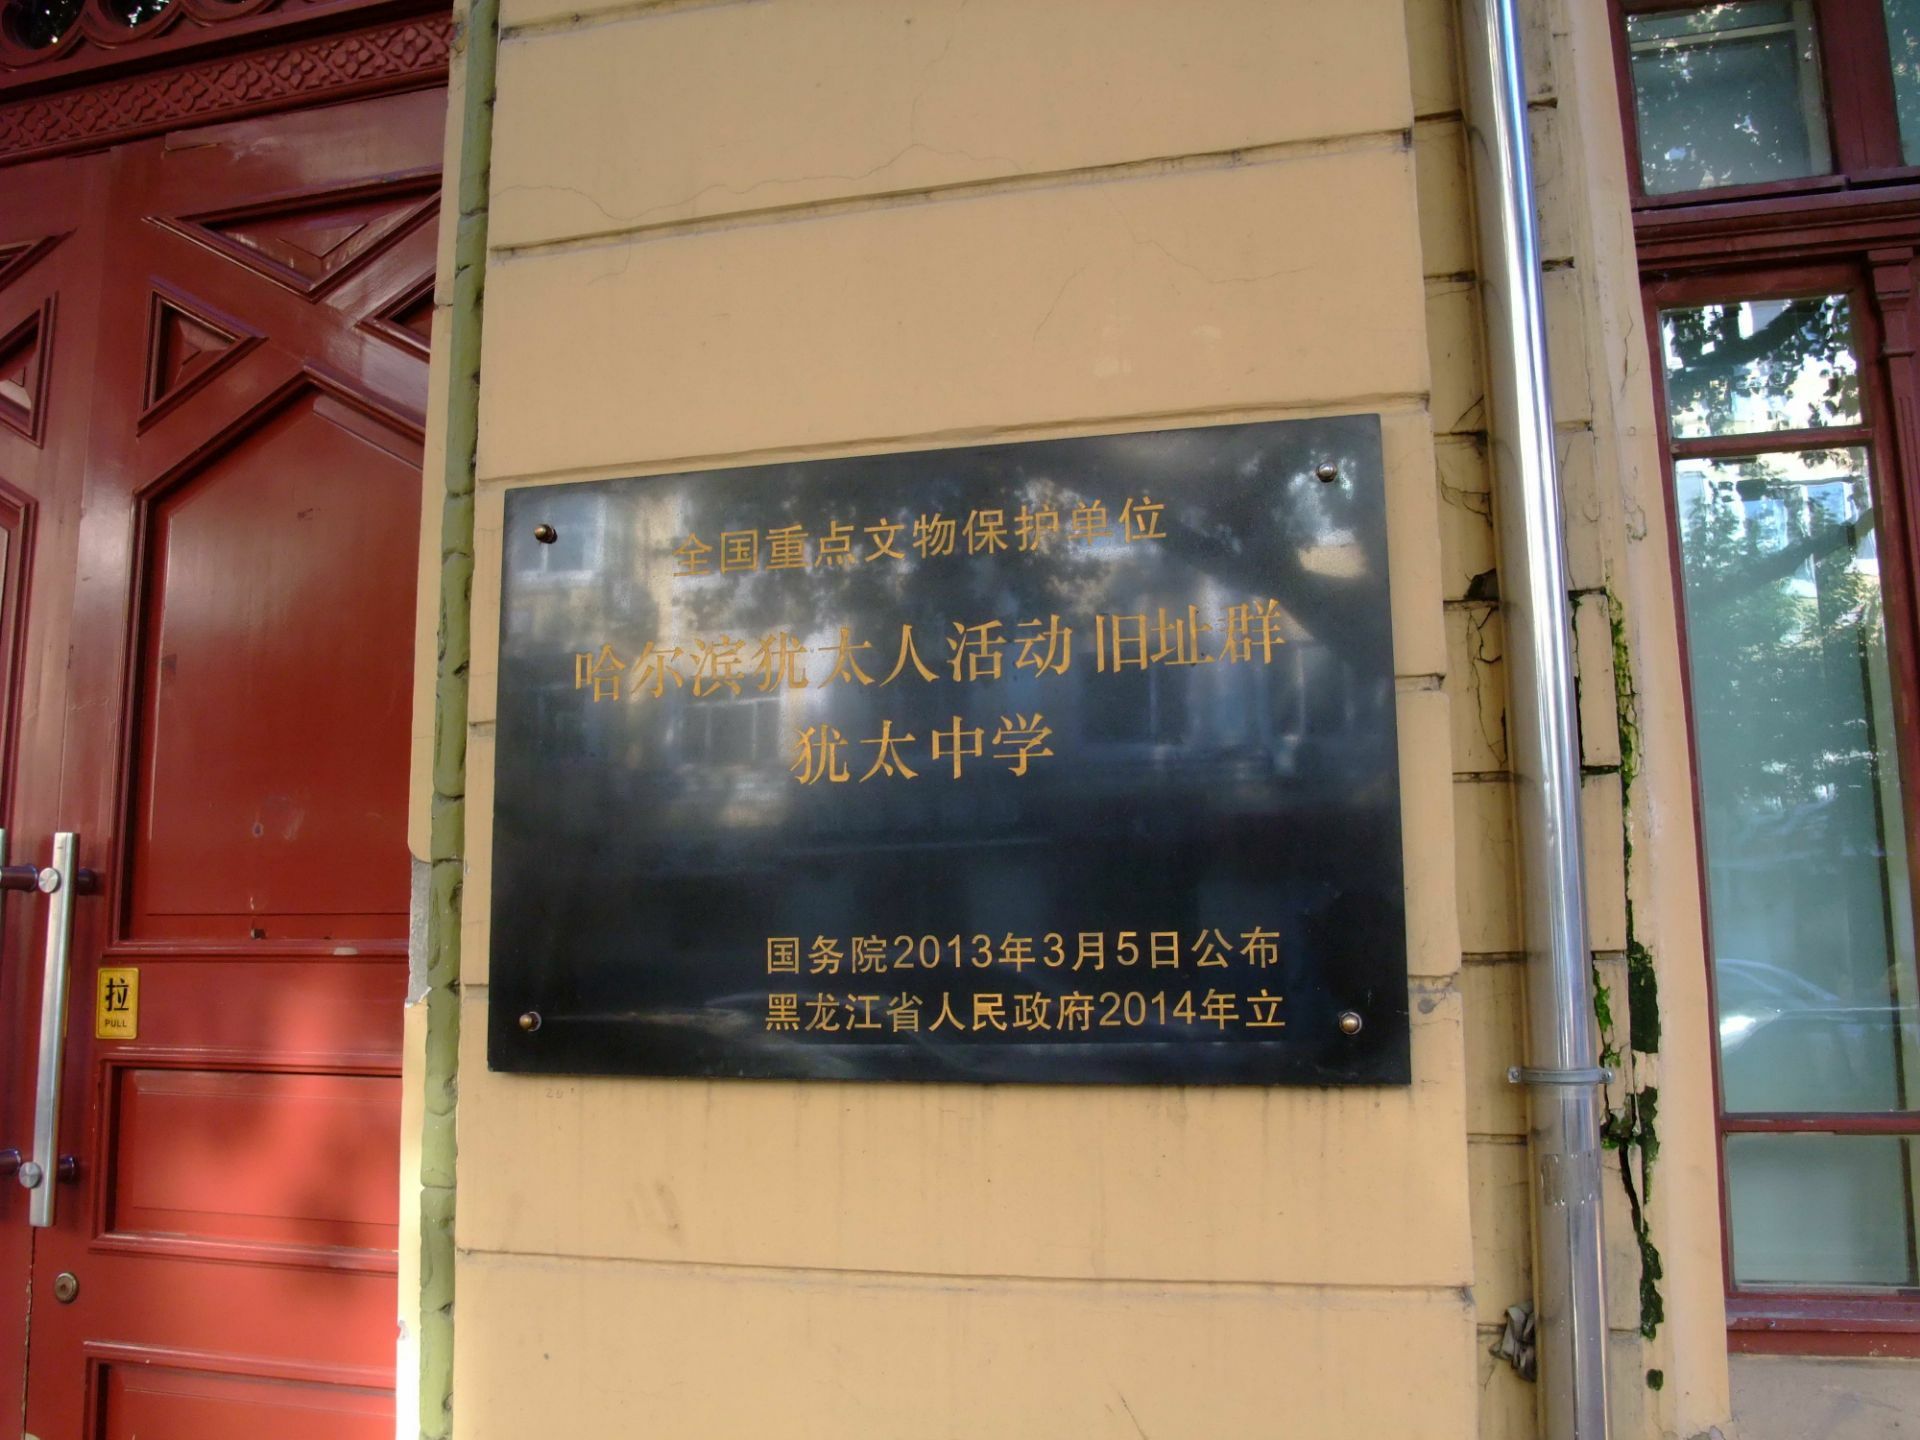 全国重点文物保护单位
哈尔滨犹太人活动旧址群
犹太中学
国务院2013年3月5日公布
黑龙江省人民政府2014年立
拉
PULL